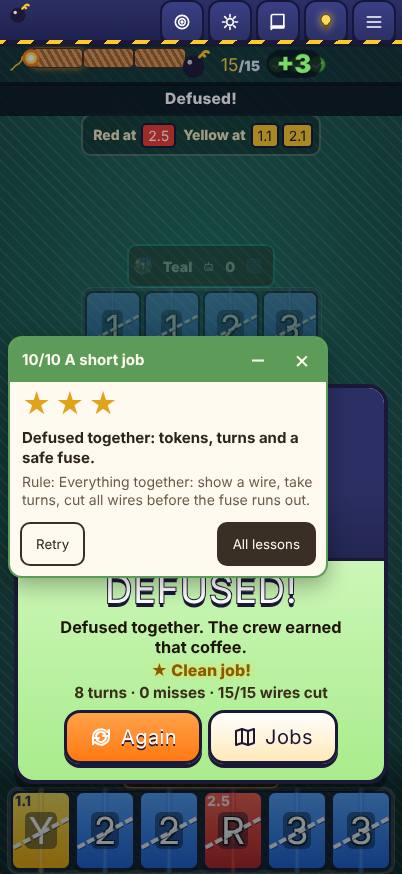 15/15 +3
Defused!
Red at 2.5 Yellow at 1.1 2.1
Teal 0
1 1 2 3
10/10 A short job
Defused together: tokens, turns and a
safe fuse.
Rule: Everything together: show a wire, take
turns, cut all wires before the fuse runs out.
Retry All lessons
DEFUSED!
Defused together. The crew earned
that coffee.
★ Clean job!
8 turns · 0 misses · 15/15 wires cut
Again Jobs
1.1 2.5
Y 2 2 R 3 3